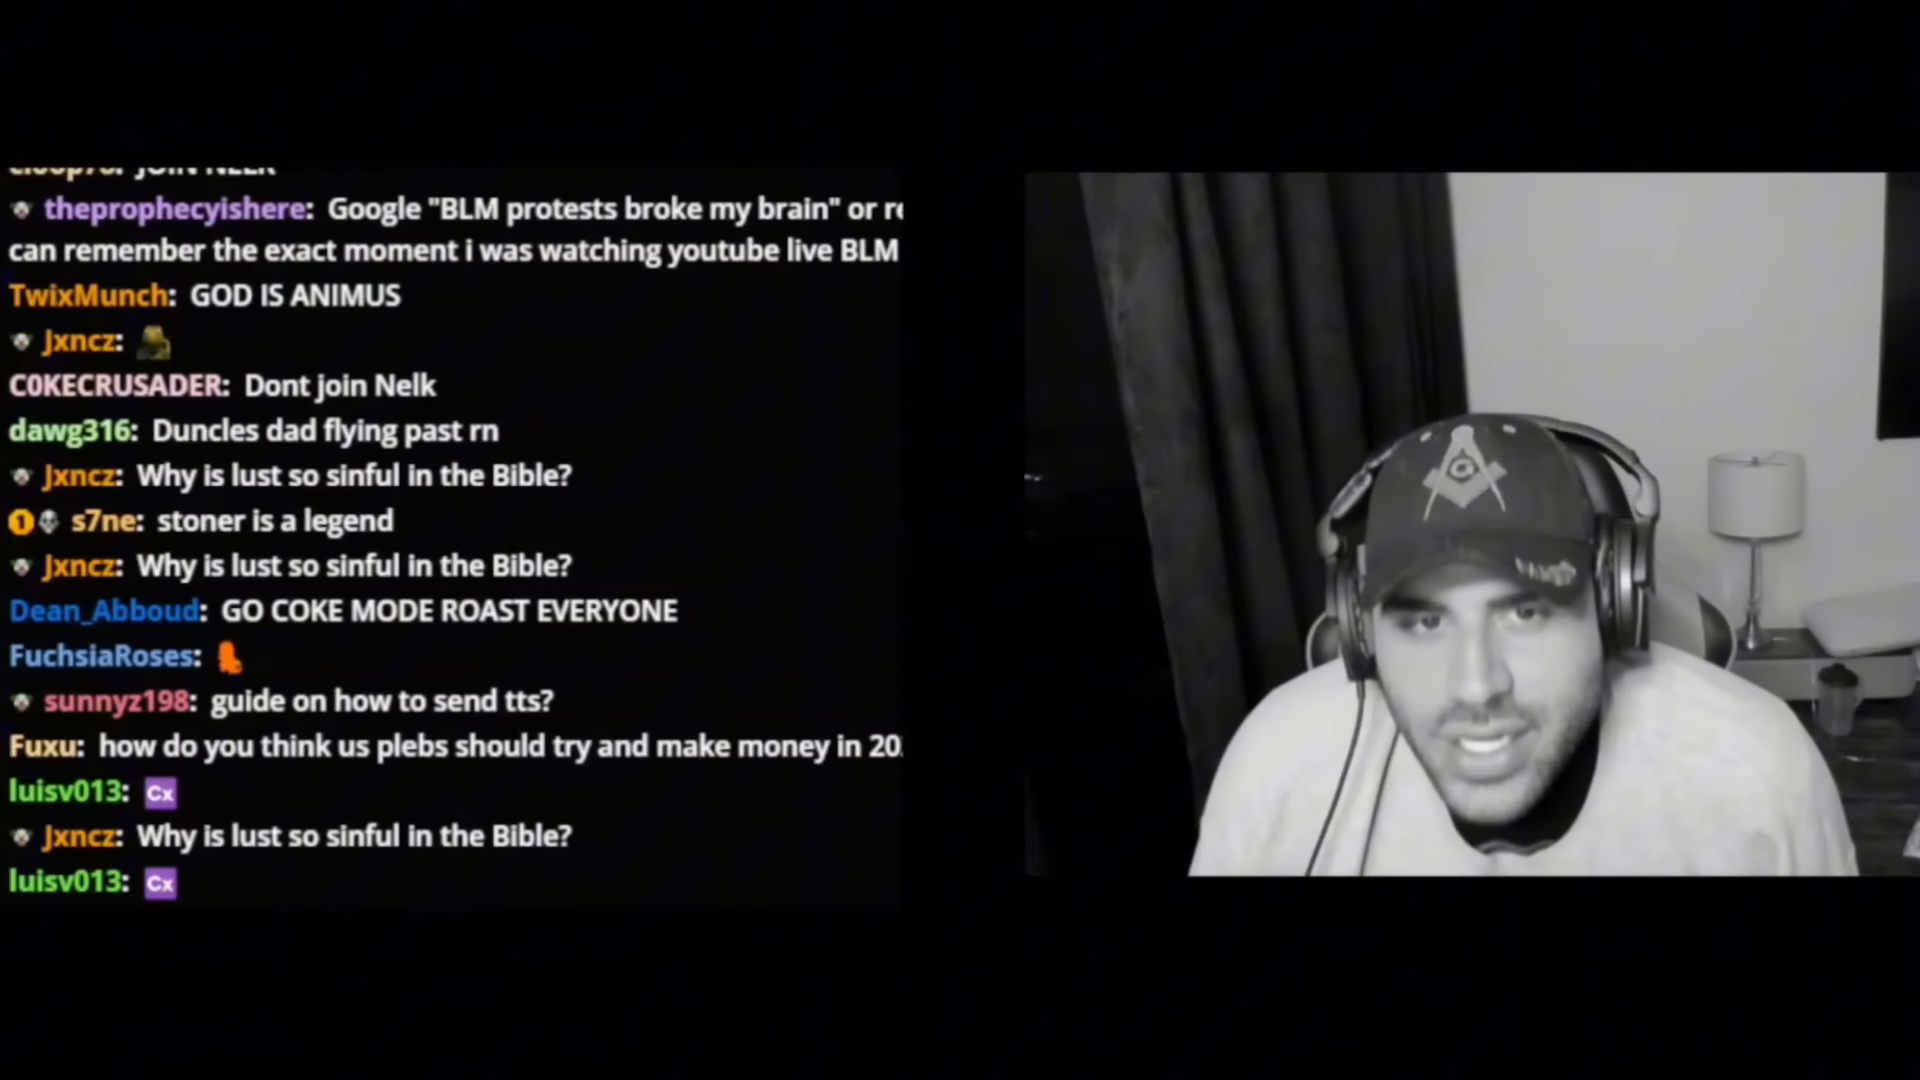 JOIN NELK
theprophecyishere: Google "BLM protests broke my brain" or
can remember the exact moment i was watching youtube live BLM
TwixMunch: GOD IS ANIMUS
Jxncz:
C0KECRUSADER: Dont join Nelk
dawg316: Duncles dad flying past rn
Jxncz: Why is lust so sinful in the Bible?
1 s7ne: stoner is a legend
Jxncz: Why is lust so sinful in the Bible?
Dean_Abboud: GO COKE MODE ROAST EVERYONE
FuchsiaRoses:
sunnyz198: guide on how to send tts?
Fuxu: how do you think us plebs should try and make money in
luisv013: Cx
Jxncz: Why is lust so sinful in the Bible?
luisv013: Cx
G